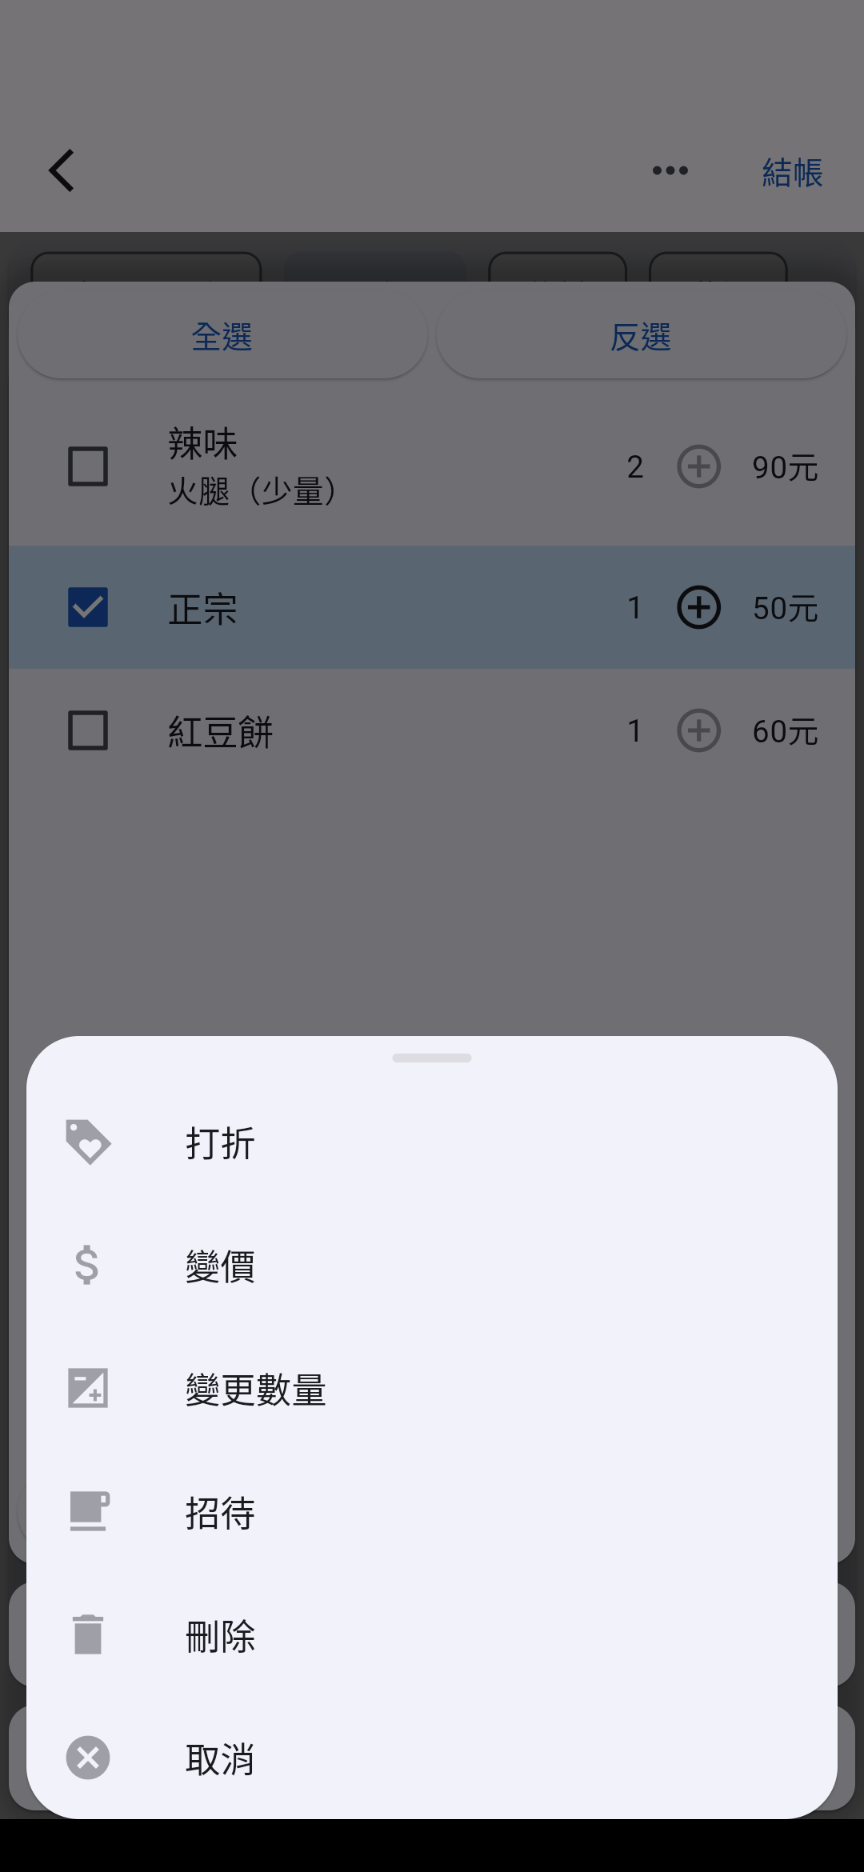 結帳
全選 反選
辣味 2 90元
火腿（少量）
正宗 1 50元
紅豆餅 1 60元
打折
變價
變更數量
招待
刪除
取消